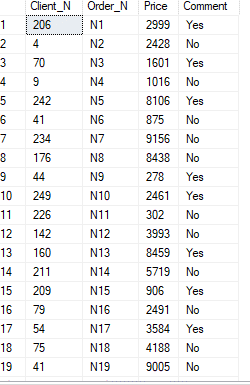 Client_N Order_N Price Comment
1 206 N1 2999 Yes
2 4 N2 2428 No
3 70 N3 1601 Yes
4 9 N4 1016 No
5 242 N5 8106 Yes
6 41 N6 875 No
7 234 N7 9156 No
8 176 N8 8438 No
9 44 N9 278 Yes
10 249 N10 2461 Yes
11 226 N11 302 No
12 142 N12 3993 No
13 160 N13 8459 Yes
14 211 N14 5719 No
15 209 N15 906 Yes
16 79 N16 2491 No
17 54 N17 3584 Yes
18 75 N18 4188 No
19 41 N19 9005 No